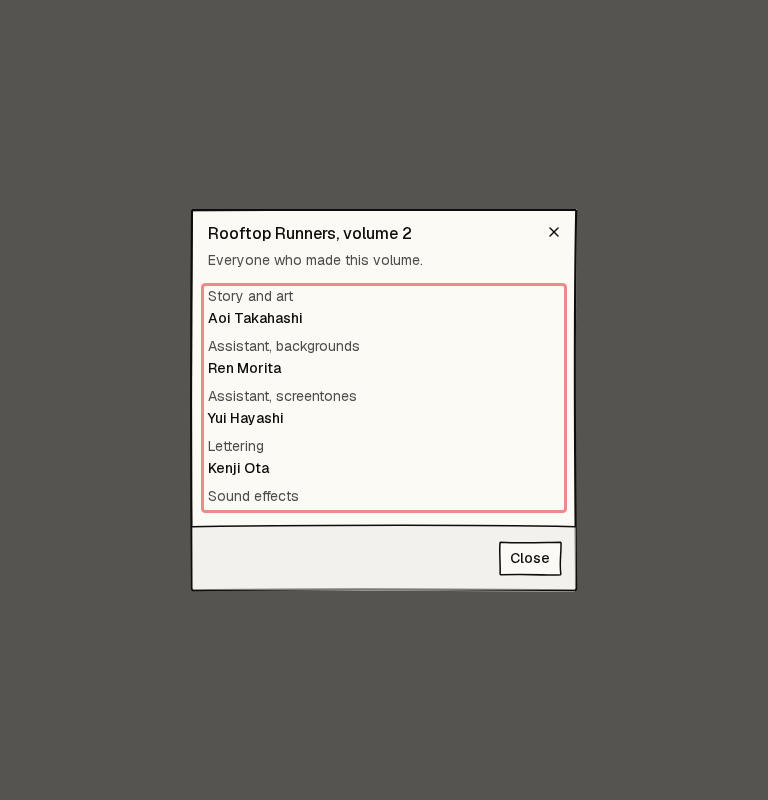 Rooftop Runners, volume 2
Everyone who made this volume.
Story and art
Aoi Takahashi
Assistant, backgrounds
Ren Morita
Assistant, screentones
Yui Hayashi
Lettering
Kenji Ota
Sound effects
Close